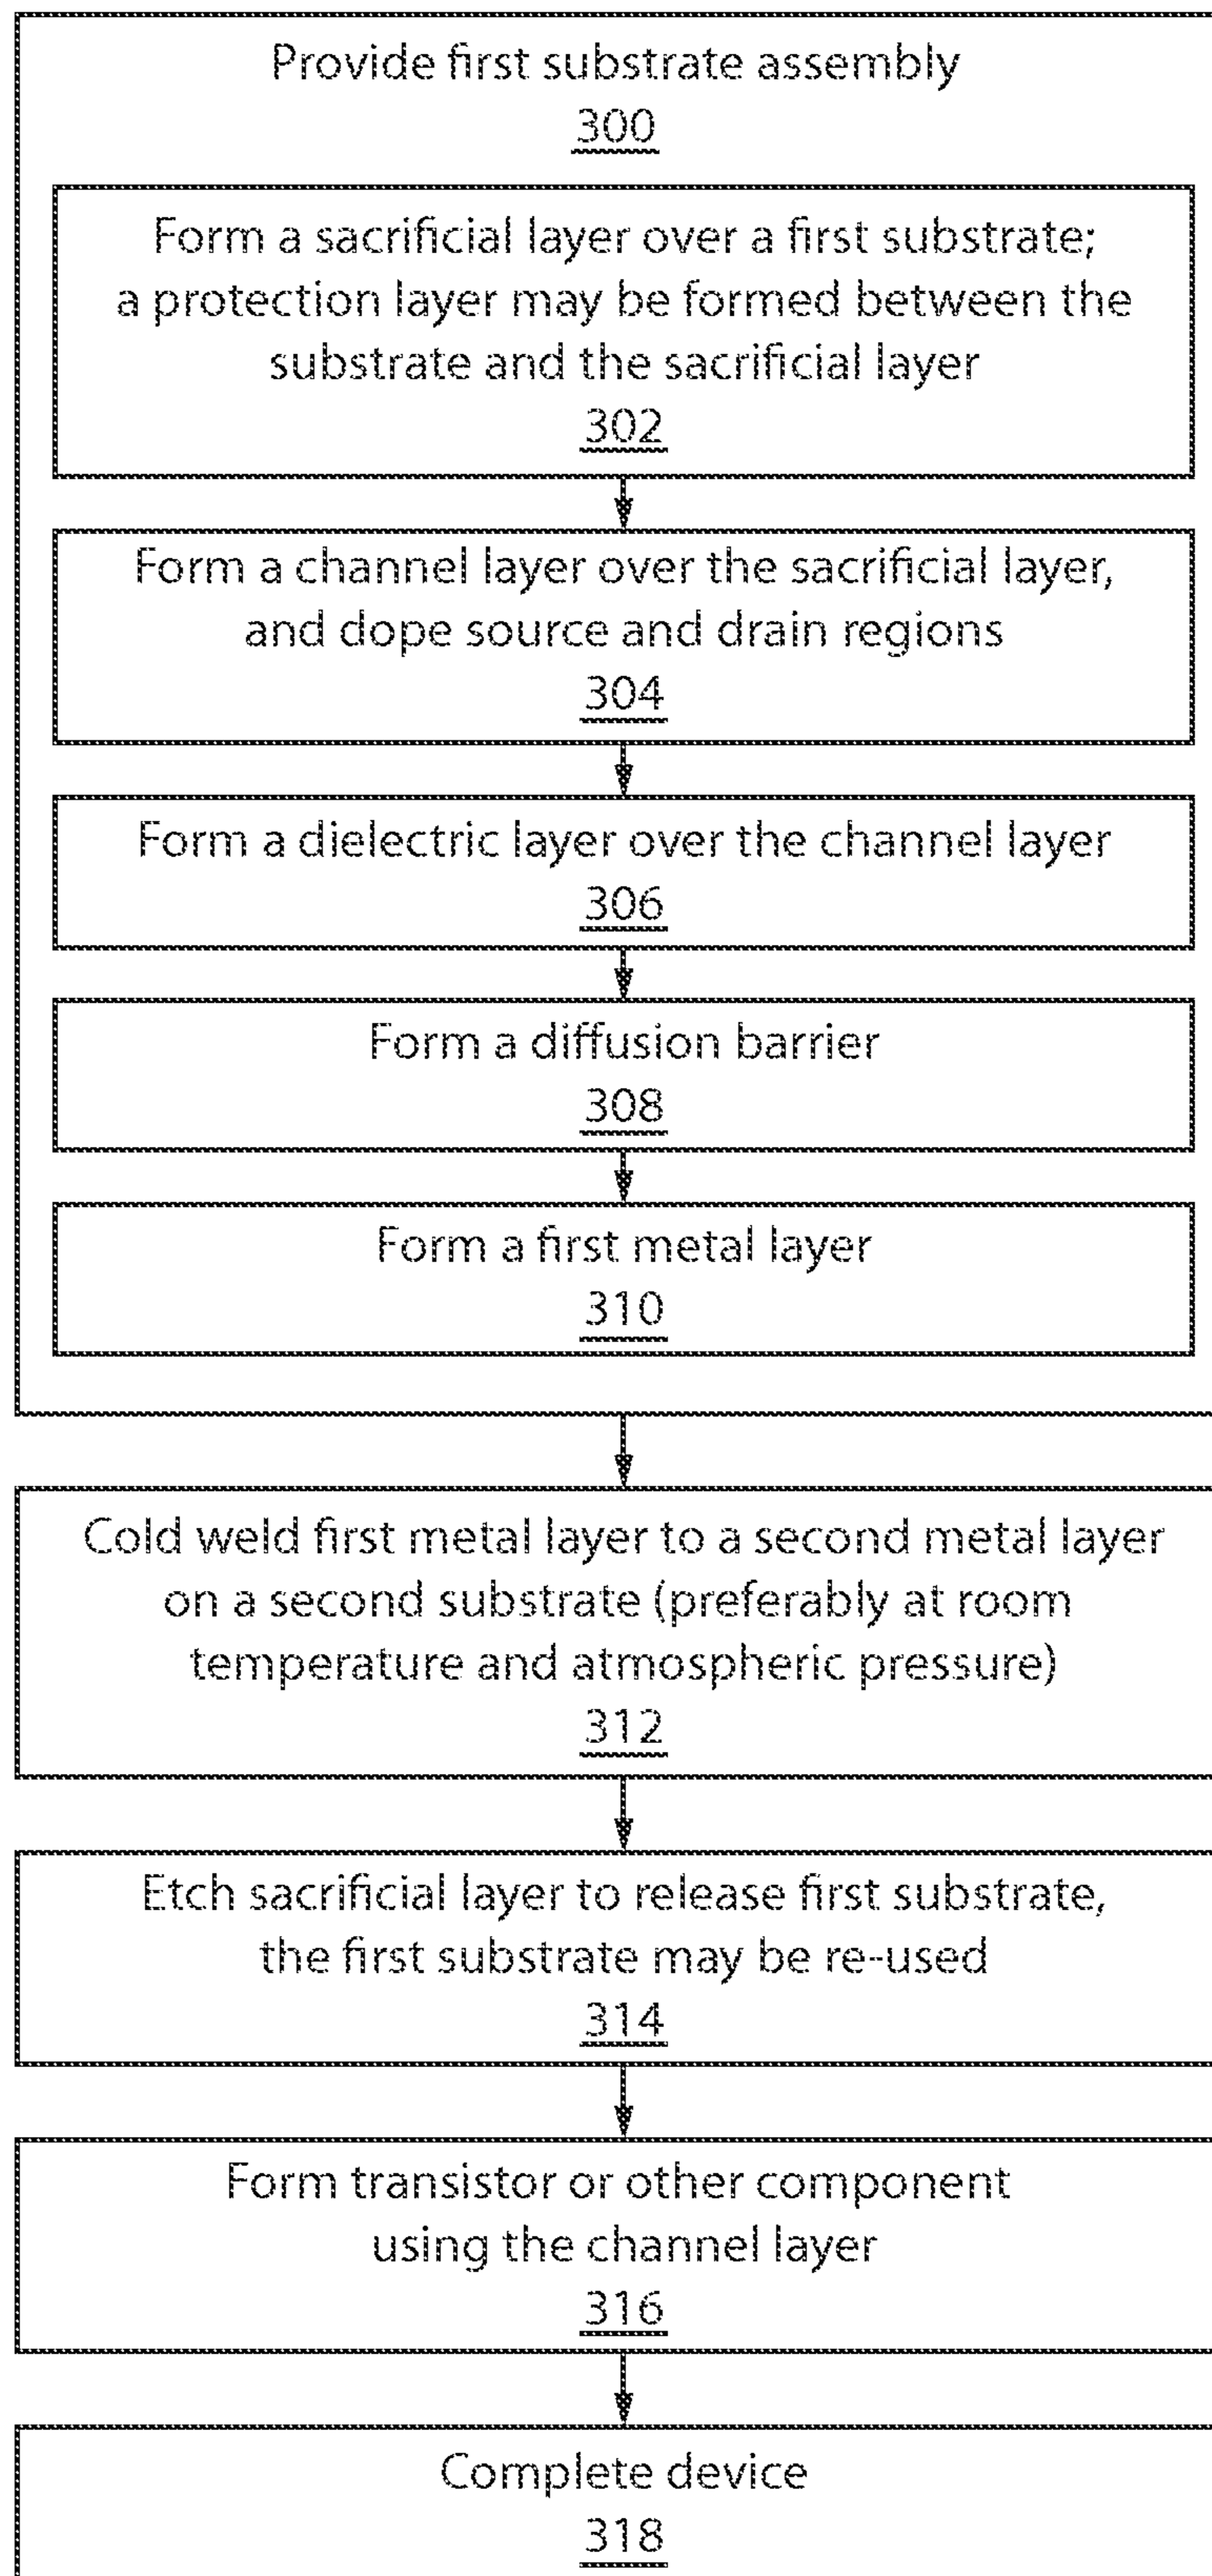 Provide first substrate assembly
300
Form a sacrificial layer over a first substrate;
a protection layer may be formed between the
substrate and the sacrificial layer
302
Form a channel layer over the sacrificial layer,
and dope source and drain regions
304
Form a dielectric layer over the channel layer
306
Form a diffusion barrier
308
Form a first metal layer
310
Cold weld first metal layer to a second metal layer
on a second substrate (preferably at room
temperature and atmospheric pressure)
312
Etch sacrificial layer to release first substrate,
the first substrate may be re-used
314
Form transistor or other component
using the channel layer
316
Complete device
318